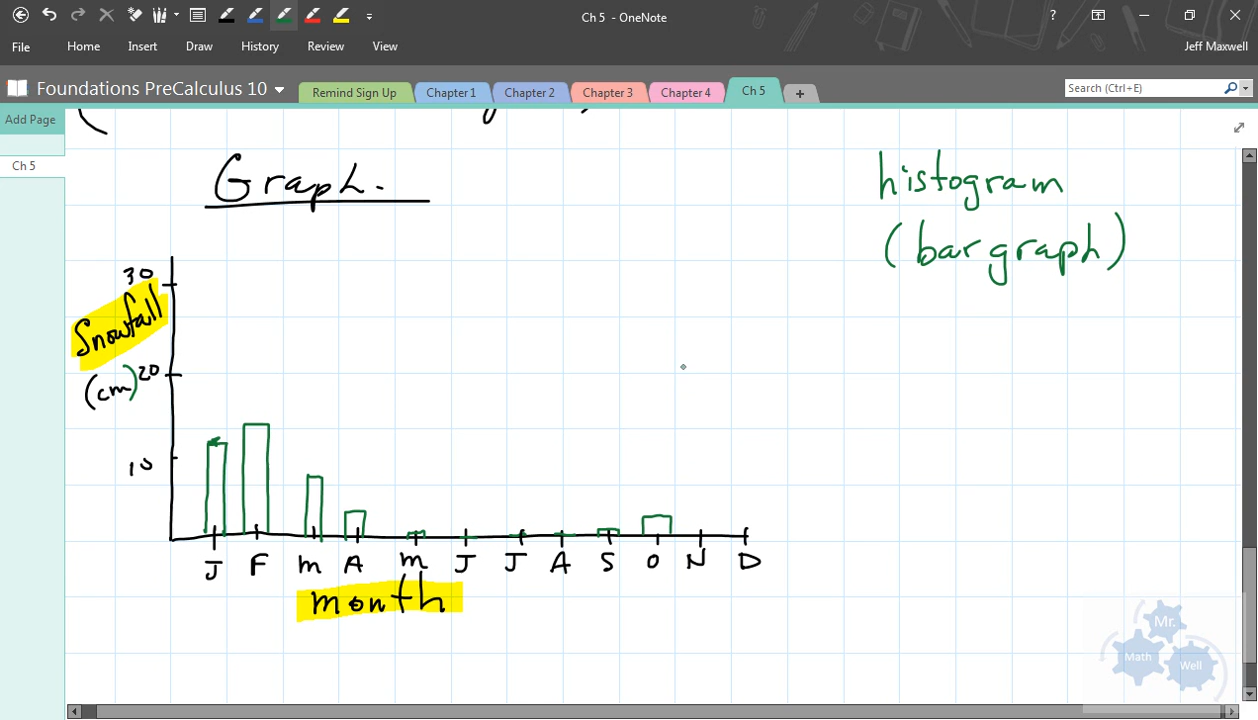 Ch 5 - OneNote
?
File Home Insert Draw History Review View
Jeff Maxwell
Foundations PreCalculus 10
Remind Sign Up Chapter 1 Chapter 2 Chapter 3 Chapter 4 Ch 5 +
Search (Ctrl+E)
Add Page
Ch 5
Graph.
histogram
(bar graph)
30
Snowfall
(cm)
20
10
J F m A m J J A S O N D
month
Mr.
Math
Well